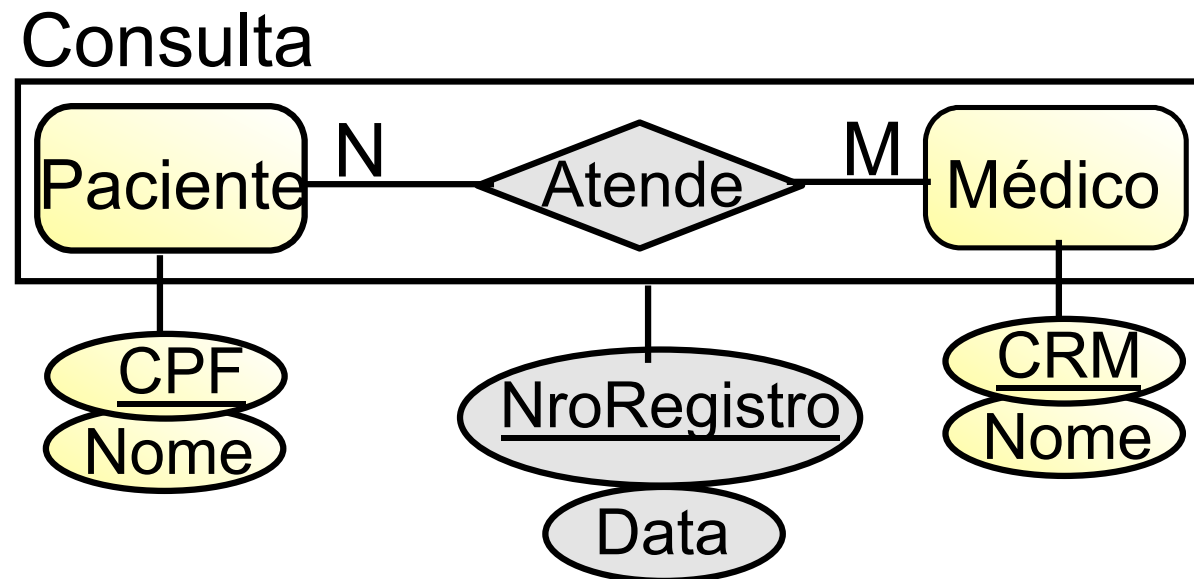 Consulta
Paciente N Atende M Médico
CPF NroRegistro CRM
Nome Data Nome